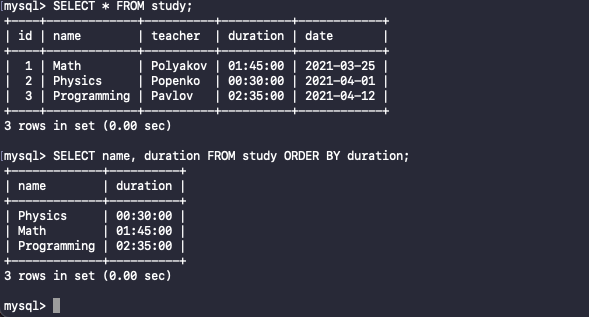 [mysql> SELECT * FROM study;
+----+-------------+----------+----------+------------+
| id | name        | teacher  | duration | date       |
+----+-------------+----------+----------+------------+
|  1 | Math        | Polyakov | 01:45:00 | 2021-03-25 |
|  2 | Physics     | Popenko  | 00:30:00 | 2021-04-01 |
|  3 | Programming | Pavlov   | 02:35:00 | 2021-04-12 |
+----+-------------+----------+----------+------------+
3 rows in set (0.00 sec)
[mysql> SELECT name, duration FROM study ORDER BY duration;
+-------------+----------+
| name        | duration |
+-------------+----------+
| Physics     | 00:30:00 |
| Math        | 01:45:00 |
| Programming | 02:35:00 |
+-------------+----------+
3 rows in set (0.00 sec)
mysql>